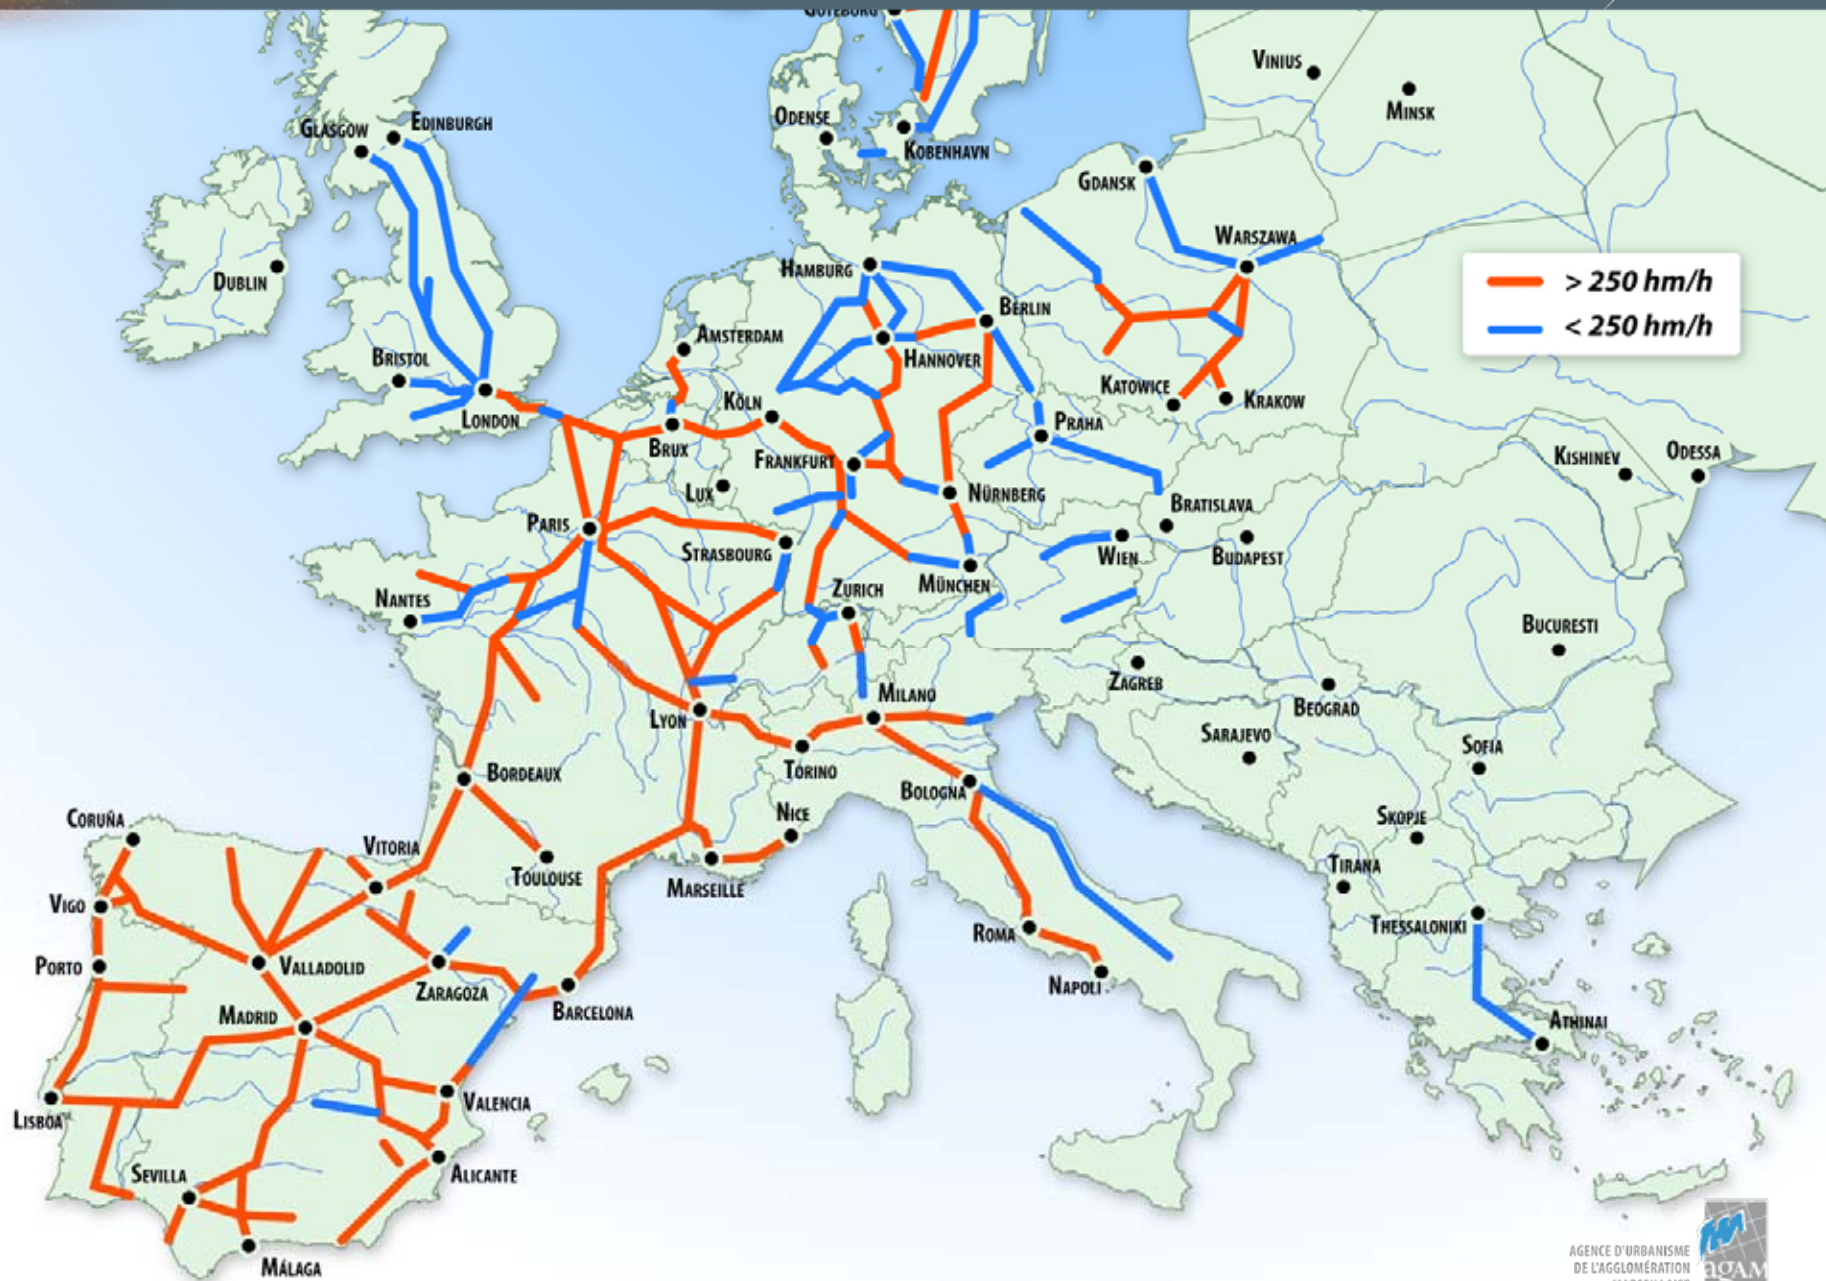 GÖTEBORG
VINIUS
MINSK
ODENSE
KOBENHAVN
GLASGOW
EDINBURGH
GDANSK
WARSZAWA
DUBLIN
HAMBURG
BERLIN
> 250 hm/h
< 250 hm/h
AMSTERDAM
HANNOVER
BRISTOL
KATOWICE
KRAKOW
KÖLN
LONDON
PRAHA
BRUX
FRANKFURT
KISHINEV
ODESSA
LUX
NÜRNBERG
BRATISLAVA
PARIS
STRASBOURG
WIEN
BUDAPEST
MÜNCHEN
ZURICH
NANTES
BUCURESTI
ZAGREB
MILANO
BEOGRAD
LYON
SARAJEVO
SOFIA
TORINO
BORDEAUX
BOLOGNA
NICE
CORUÑA
SKOPJE
VITORIA
TIRANA
TOULOUSE
MARSEILLE
VIGO
THESSALONIKI
ROMA
PORTO
VALLADOLID
NAPOLI
ZARAGOZA
BARCELONA
MADRID
ATHINAI
VALENCIA
LISBOA
SEVILLA
ALICANTE
MÁLAGA
AGENCE D'URBANISME
DE L'AGGLOMÉRATION
agAM